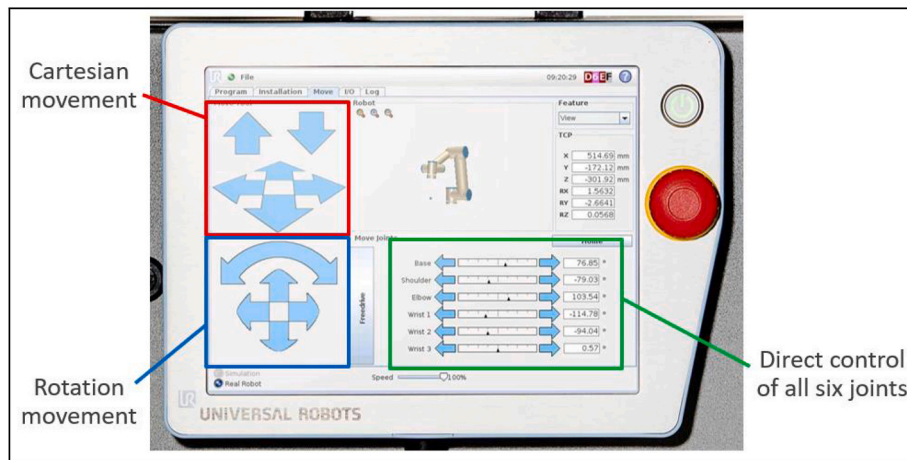 Cartesian
movement
Rotation
movement
Direct control
of all six joints
File
09:20:29
Program Installation Move I/O Log
Robot
Feature
View
TCP
X 514.69 mm
Y -172.12 mm
Z -301.92 mm
RX 1.5632
RY -2.6641
RZ 0.0568
Move Joints
Home
Freedrive
Base 76.85 °
Shoulder -79.03 °
Elbow 103.54 °
Wrist 1 -114.78 °
Wrist 2 -94.04 °
Wrist 3 0.57 °
Simulation
Real Robot
Speed 100%
UR UNIVERSAL ROBOTS